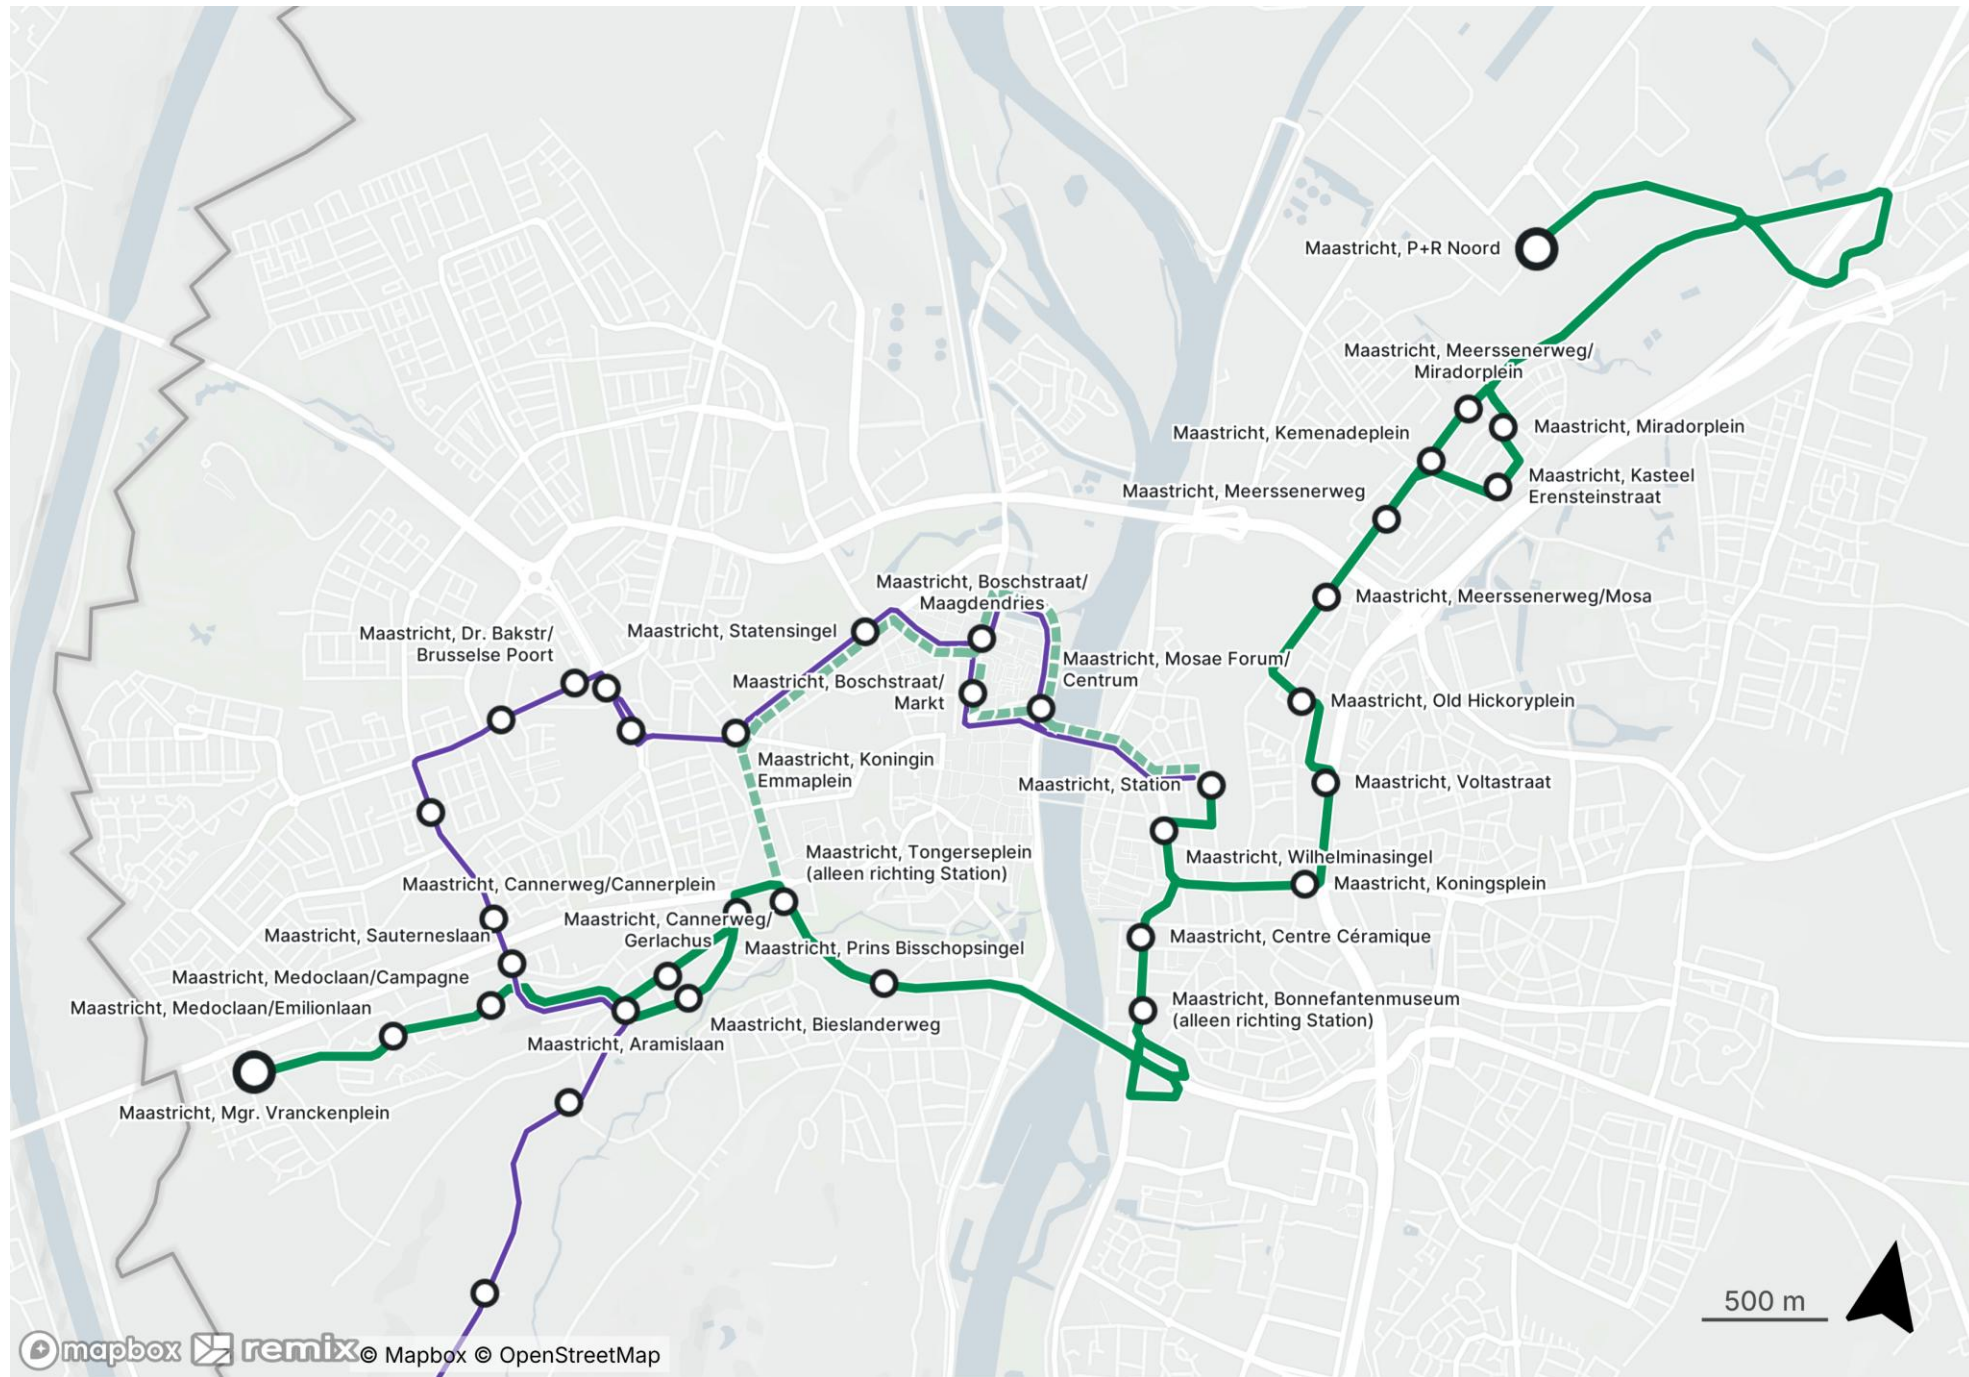 Maastricht, P+R Noord
Maastricht, Meerssenerweg/
Miradorplein
Maastricht, Kemenadeplein
Maastricht, Miradorplein
Maastricht, Kasteel
Erensteinstraat
Maastricht, Meerssenerweg
Maastricht, Boschstraat/
Maagdendries
Maastricht, Meerssenerweg/Mosa
Maastricht, Dr. Bakstr/
Brusselse Poort
Maastricht, Statensingel
Maastricht, Mosae Forum/
Centrum
Maastricht, Boschstraat/
Markt
Maastricht, Old Hickoryplein
Maastricht, Koningin
Emmaplein
Maastricht, Station
Maastricht, Voltastraat
Maastricht, Tongerseplein
(alleen richting Station)
Maastricht, Wilhelminasingel
Maastricht, Cannerweg/Cannerplein
Maastricht, Koningsplein
Maastricht, Cannerweg/
Gerlachus
Maastricht, Sauterneslaan
Maastricht, Prins Bisschopsingel
Maastricht, Centre Céramique
Maastricht, Medoclaan/Campagne
Maastricht, Medoclaan/Emilionlaan
Maastricht, Bonnefantenmuseum
(alleen richting Station)
Maastricht, Bieslanderweg
Maastricht, Aramislaan
Maastricht, Mgr. Vranckenplein
500 m
mapbox remix © Mapbox © OpenStreetMap